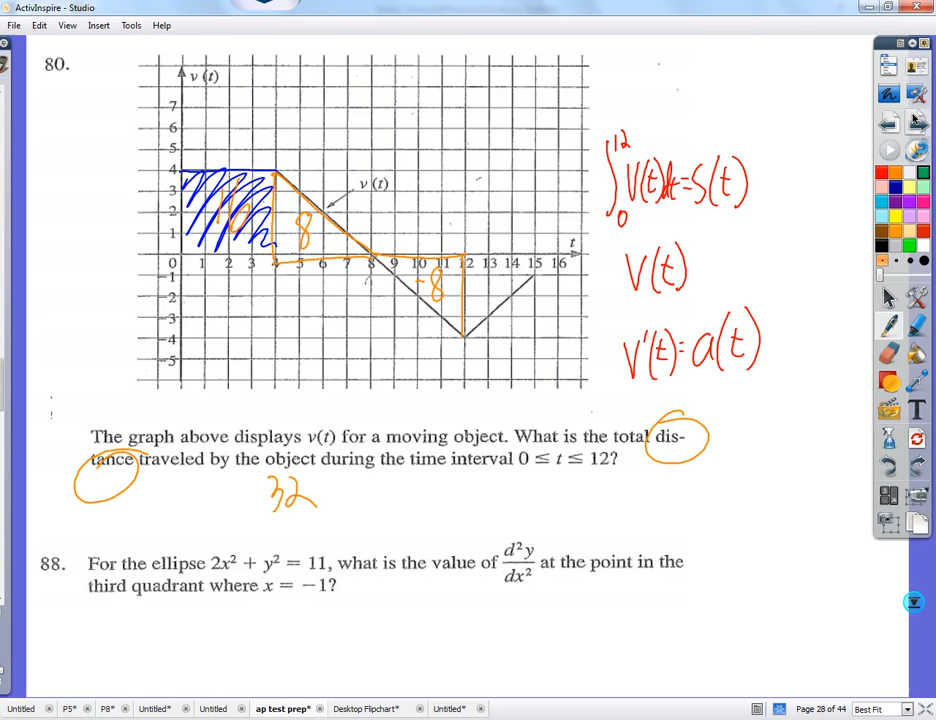 ActivInspire - Studio
File Edit View Insert Tools Help
80.
v (t)
7
6
5
4
3
2
1
0 1 2 3 4 5 6 7 8 9 10 11 12 13 14 15 16
t
-1
-2
-3
-4
-5
v (t)
16
8
-8
∫₀¹² V(t)dt=S(t)
V(t)
V'(t)=a(t)
The graph above displays v(t) for a moving object. What is the total dis-
tance traveled by the object during the time interval 0 ≤ t ≤ 12?
32
88. For the ellipse 2x² + y² = 11, what is the value of d²y/dx² at the point in the
third quadrant where x = −1?
Untitled P5* P8* Untitled* Untitled ap test prep* Desktop Flipchart* Untitled* Page 28 of 44 Best Fit